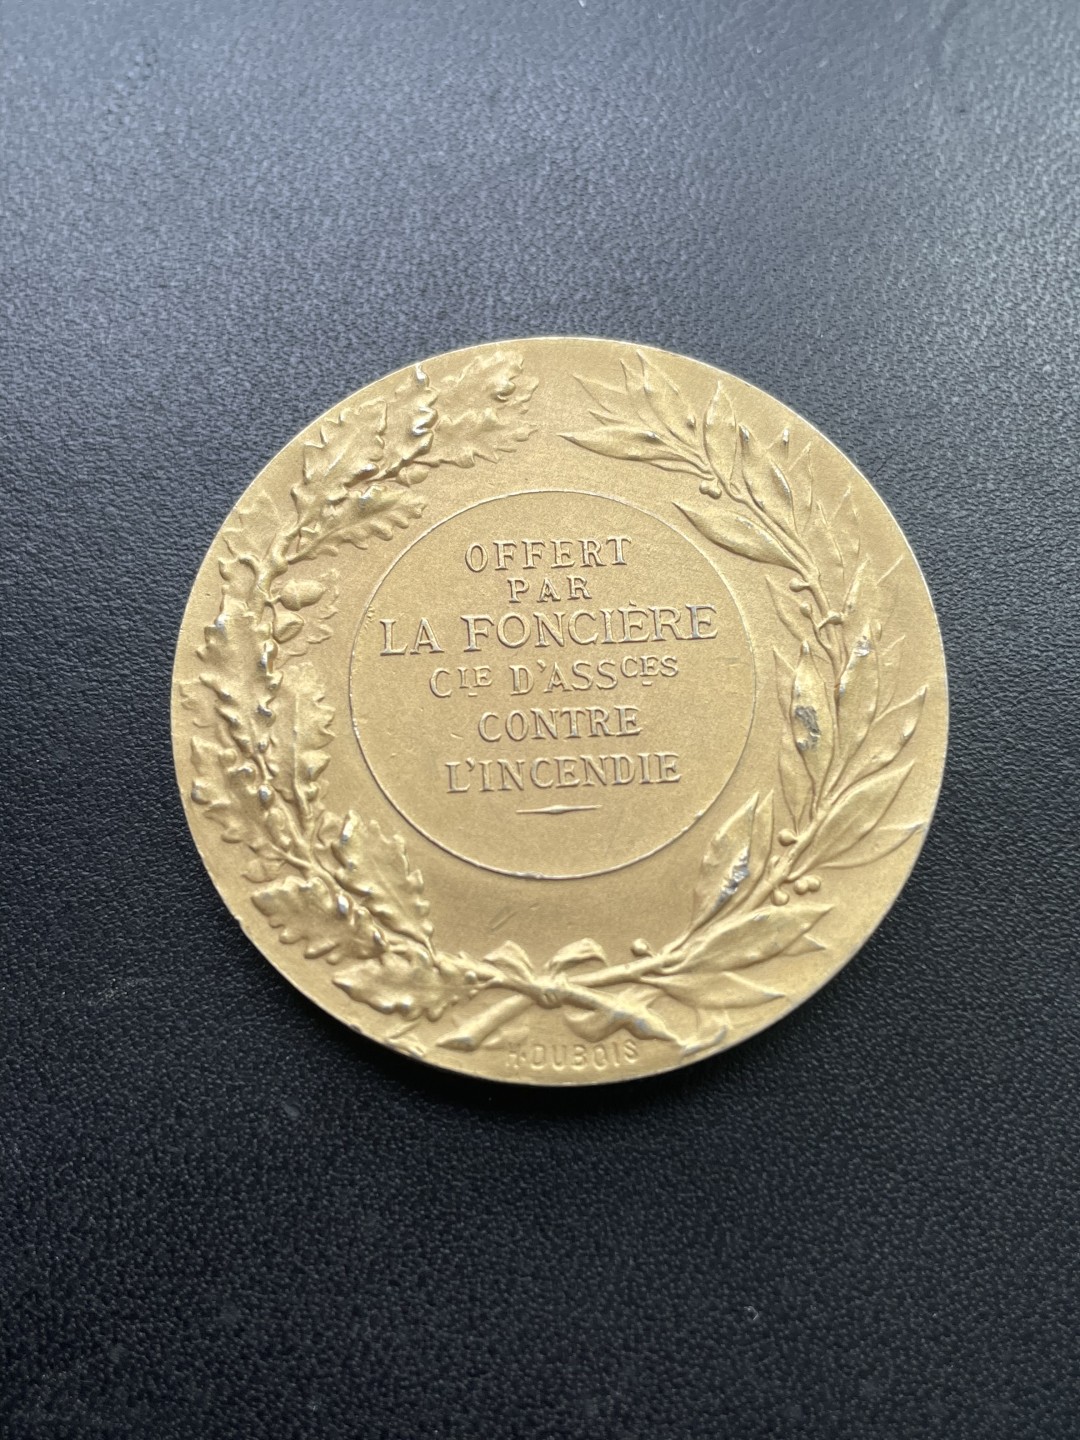 OFFERT
PAR
LA FONCIÈRE
CIE D'ASSCES
CONTRE
L'INCENDIE
H.DUBOIS